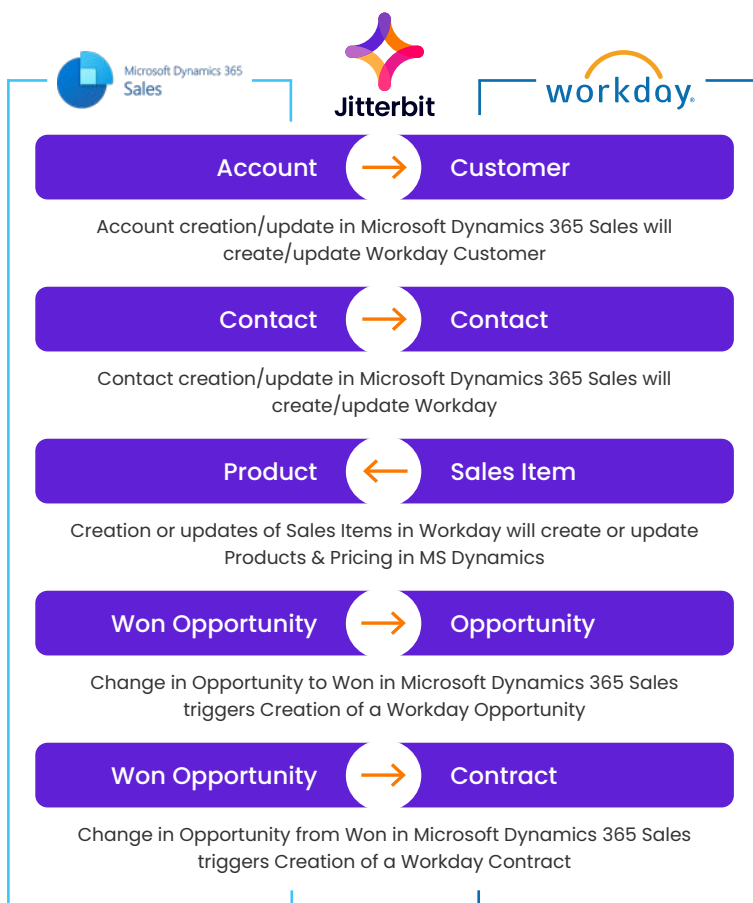 Microsoft Dynamics 365
Sales
Jitterbit
workday.
Account
Customer
Account creation/update in Microsoft Dynamics 365 Sales will
create/update Workday Customer
Contact
Contact
Contact creation/update in Microsoft Dynamics 365 Sales will
create/update Workday
Product
Sales Item
Creation or updates of Sales Items in Workday will create or update
Products & Pricing in MS Dynamics
Won Opportunity
Opportunity
Change in Opportunity to Won in Microsoft Dynamics 365 Sales
triggers Creation of a Workday Opportunity
Won Opportunity
Contract
Change in Opportunity from Won in Microsoft Dynamics 365 Sales
triggers Creation of a Workday Contract